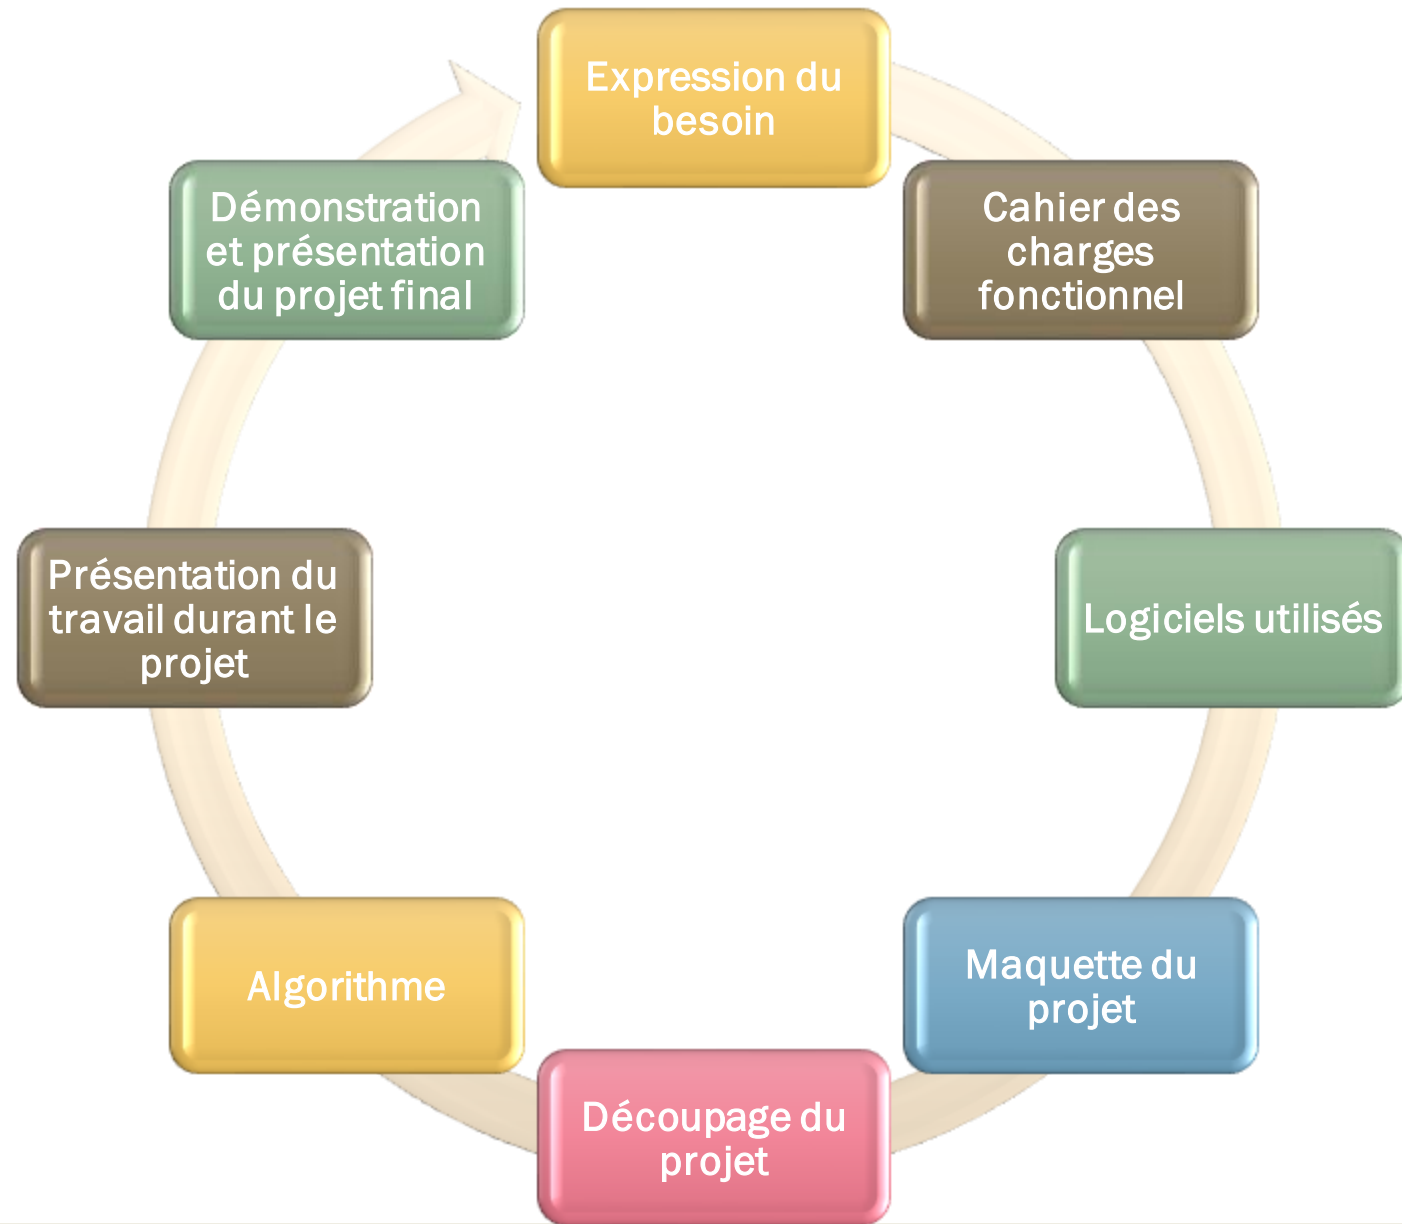 Expression du
besoin
Cahier des
charges
fonctionnel
Logiciels utilisés
Maquette du
projet
Découpage du
projet
Algorithme
Présentation du
travail durant le
projet
Démonstration
et présentation
du projet final